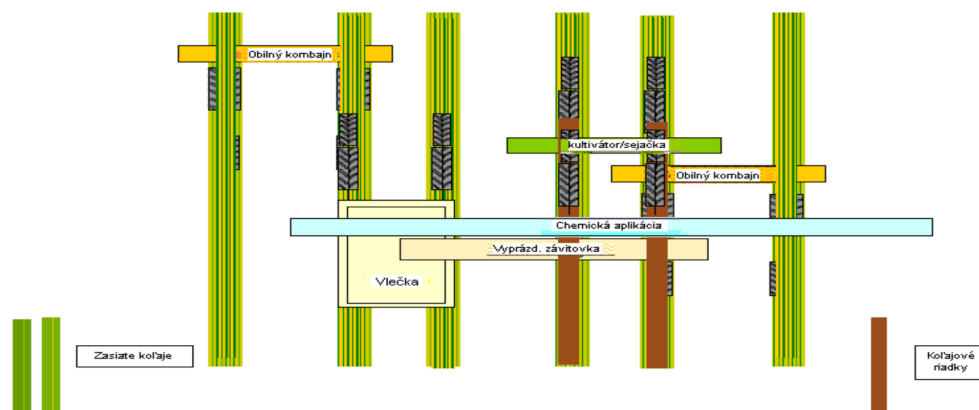 Obilný kombajn
kultivátor/sejačka
Obilný kombajn
Chemická aplikácia
Vyprázd. závitovka
Vlečka
Zasiate koľaje
Koľajové
riadky